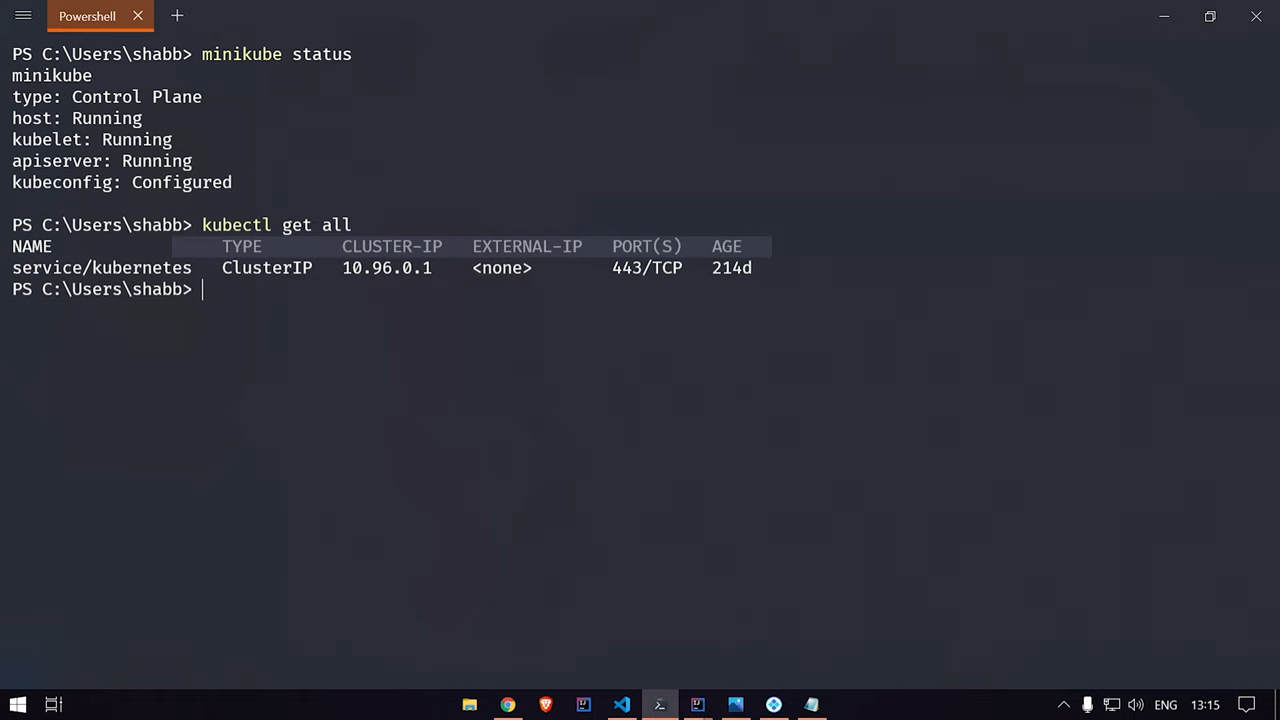 Powershell
PS C:\Users\shabb> minikube status
minikube
type: Control Plane
host: Running
kubelet: Running
apiserver: Running
kubeconfig: Configured
PS C:\Users\shabb> kubectl get all
NAME TYPE CLUSTER-IP EXTERNAL-IP PORT(S) AGE
service/kubernetes ClusterIP 10.96.0.1 <none> 443/TCP 214d
PS C:\Users\shabb>
ENG 13:15